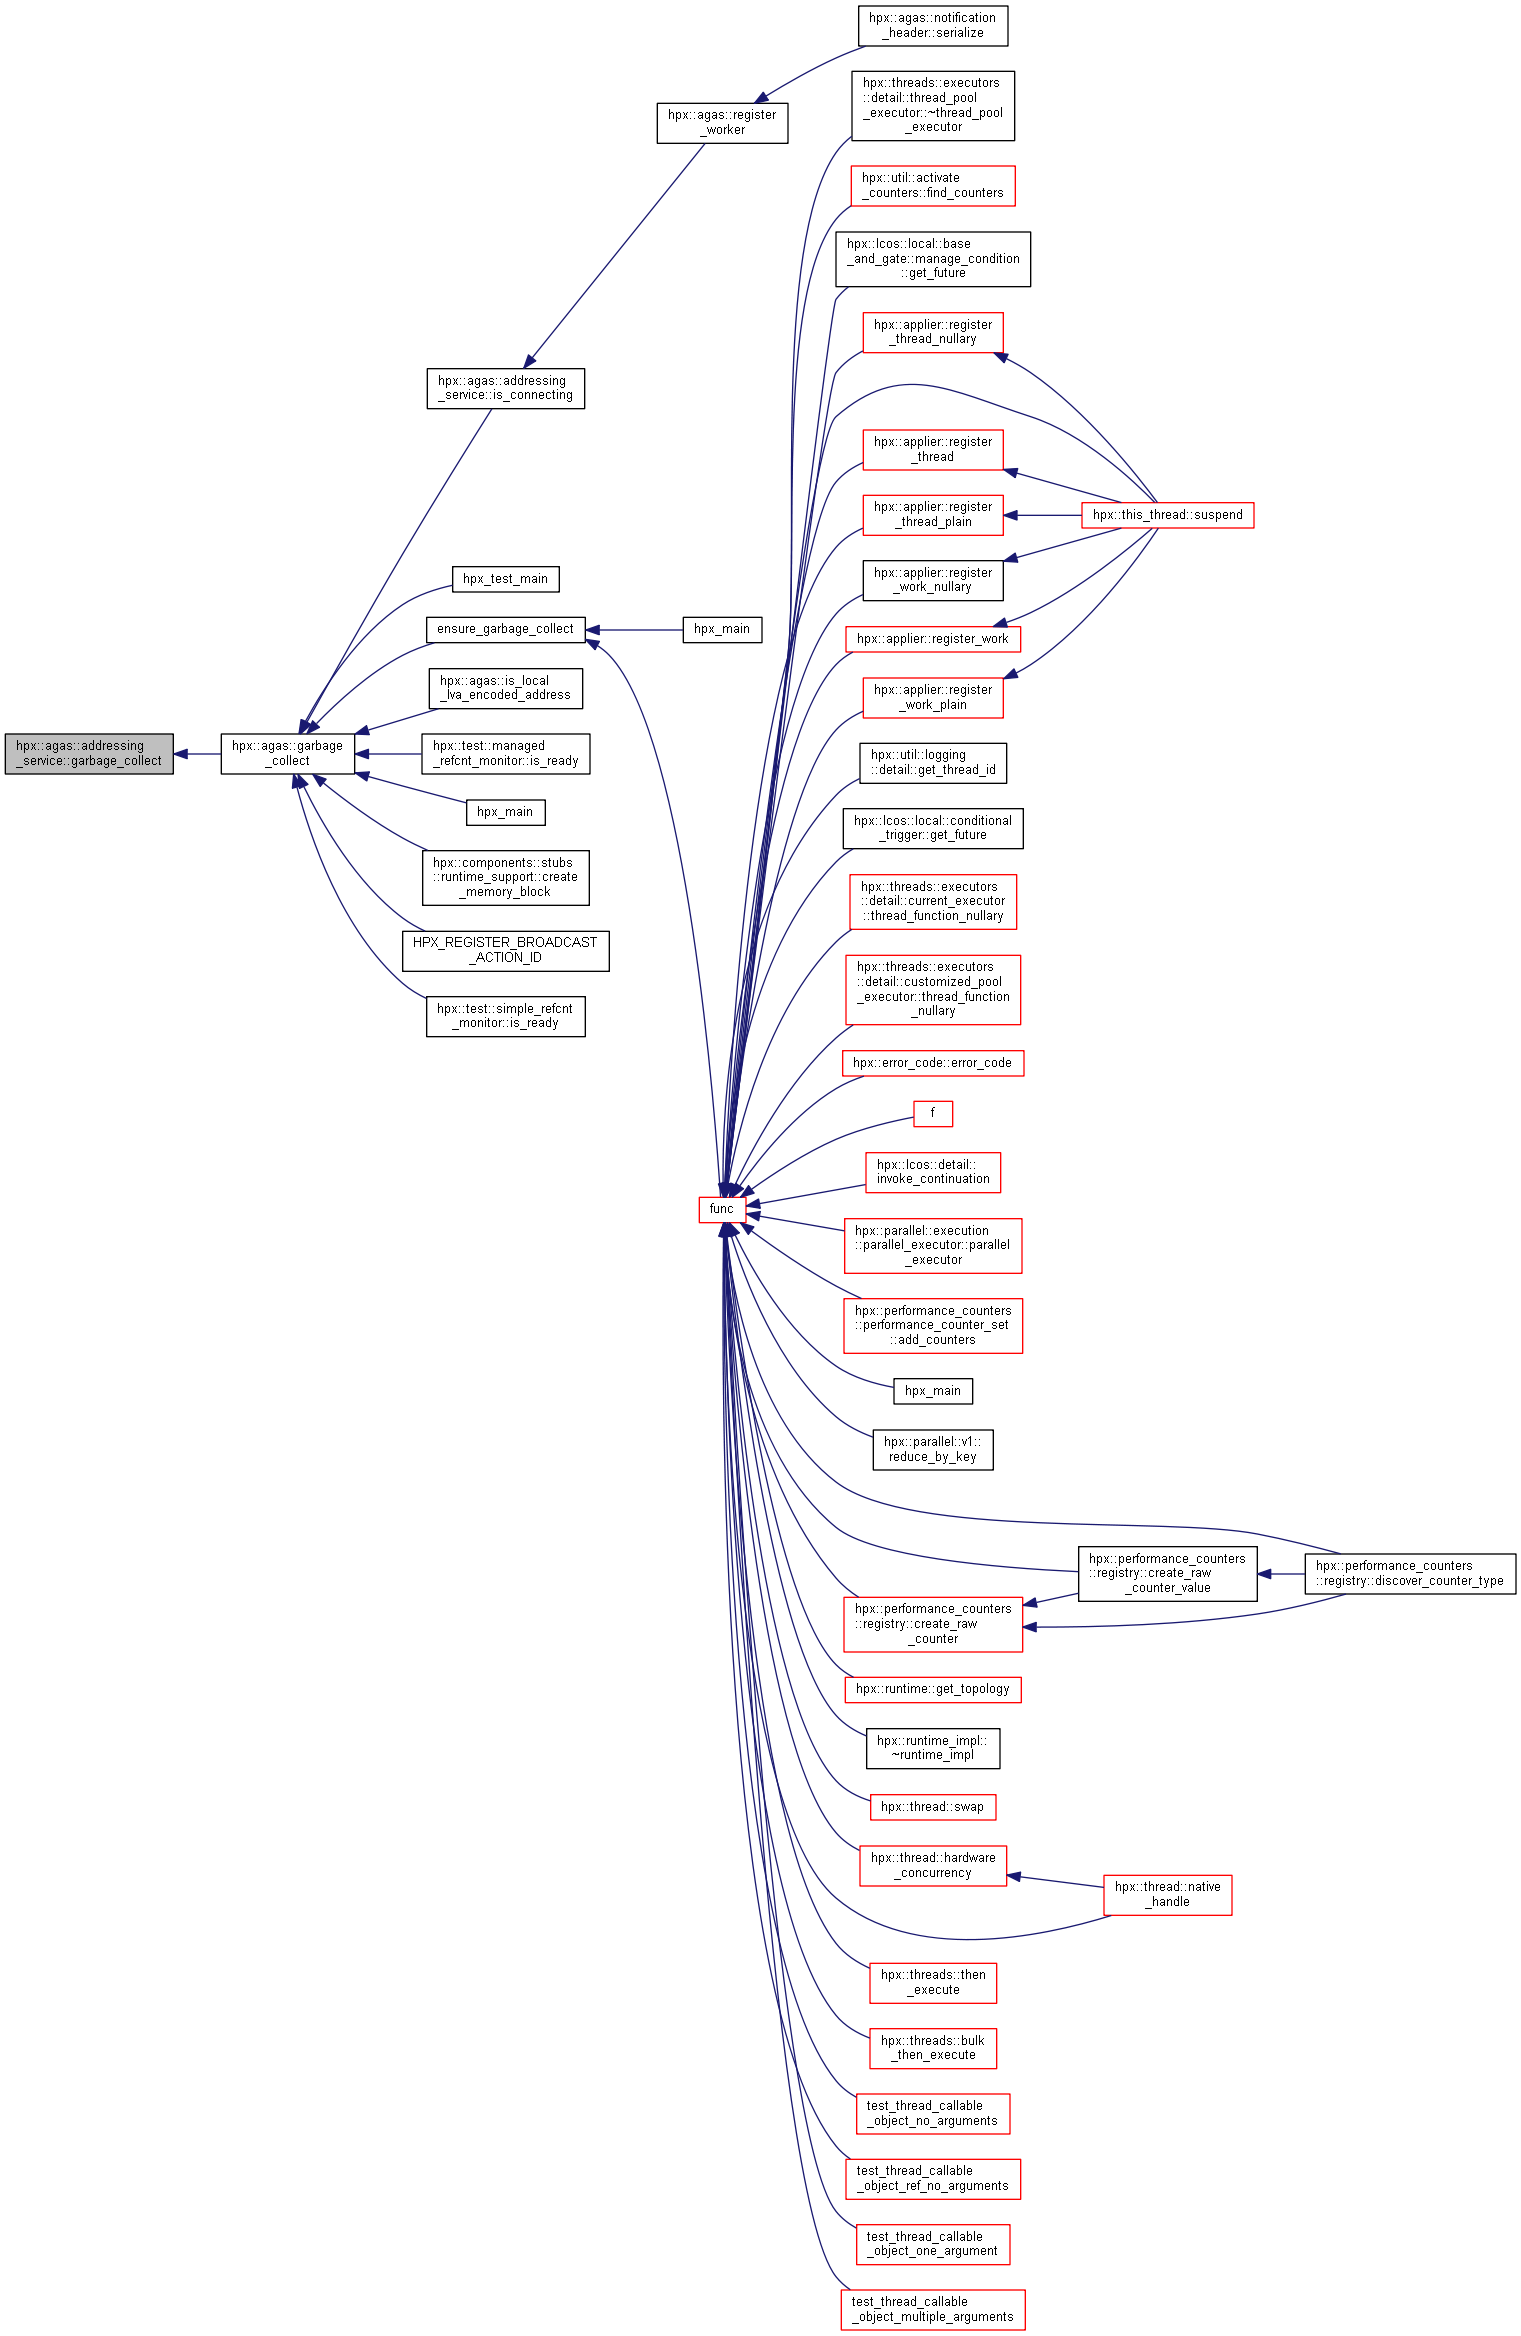 hpx::agas::notification
_header::serialize
hpx::threads::executors
::detail::thread_pool
_executor::~thread_pool
_executor
hpx::agas::register
_worker
hpx::util::activate
_counters::find_counters
hpx::lcos::local::base
_and_gate::manage_condition
::get_future
hpx::applier::register
_thread_nullary
hpx::agas::addressing
_service::is_connecting
hpx::applier::register
_thread
hpx::applier::register
_thread_plain
hpx::this_thread::suspend
hpx::applier::register
_work_nullary
hpx_test_main
ensure_garbage_collect
hpx_main
hpx::applier::register_work
hpx::agas::is_local
_lva_encoded_address
hpx::applier::register
_work_plain
hpx::agas::addressing
_service::garbage_collect
hpx::agas::garbage
_collect
hpx::test::managed
_refcnt_monitor::is_ready
hpx::util::logging
::detail::get_thread_id
hpx_main
hpx::lcos::local::conditional
_trigger::get_future
hpx::components::stubs
::runtime_support::create
_memory_block
hpx::threads::executors
::detail::current_executor
::thread_function_nullary
HPX_REGISTER_BROADCAST
_ACTION_ID
hpx::threads::executors
::detail::customized_pool
_executor::thread_function
_nullary
hpx::test::simple_refcnt
_monitor::is_ready
hpx::error_code::error_code
f
hpx::lcos::detail::
invoke_continuation
func
hpx::parallel::execution
::parallel_executor::parallel
_executor
hpx::performance_counters
::performance_counter_set
::add_counters
hpx_main
hpx::parallel::v1::
reduce_by_key
hpx::performance_counters
::registry::create_raw
_counter_value
hpx::performance_counters
::registry::discover_counter_type
hpx::performance_counters
::registry::create_raw
_counter
hpx::runtime::get_topology
hpx::runtime_impl::
~runtime_impl
hpx::thread::swap
hpx::thread::hardware
_concurrency
hpx::thread::native
_handle
hpx::threads::then
_execute
hpx::threads::bulk
_then_execute
test_thread_callable
_object_no_arguments
test_thread_callable
_object_ref_no_arguments
test_thread_callable
_object_one_argument
test_thread_callable
_object_multiple_arguments